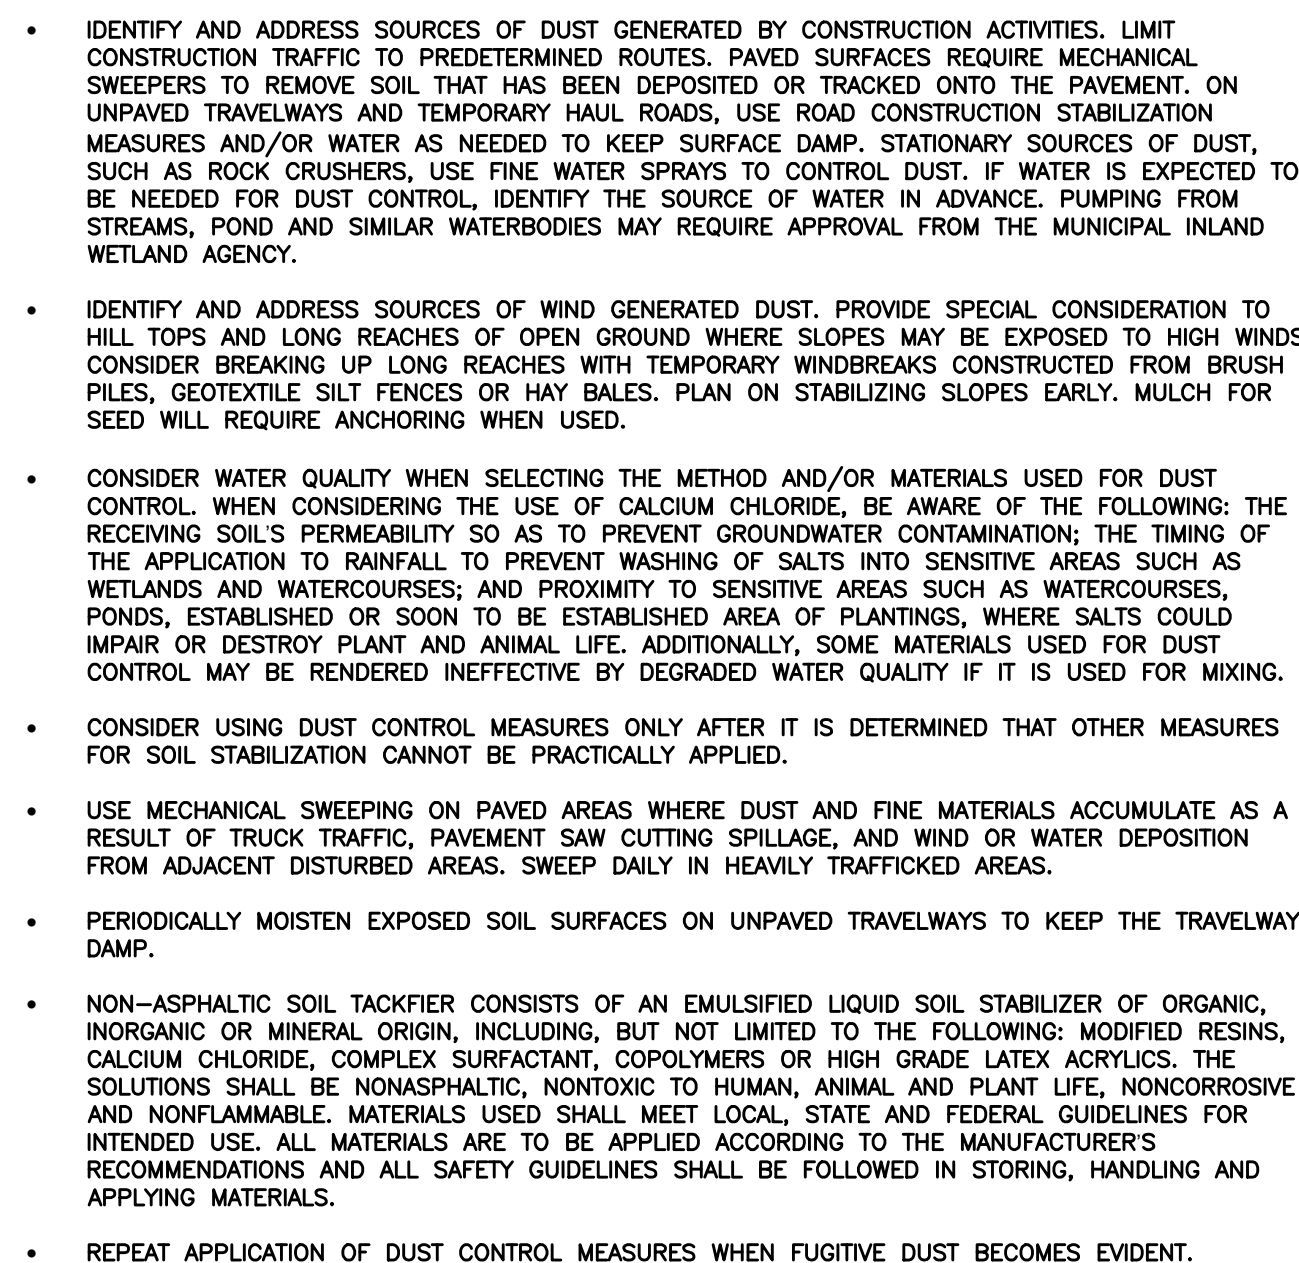 • IDENTIFY AND ADDRESS SOURCES OF DUST GENERATED BY CONSTRUCTION ACTIVITIES. LIMIT
CONSTRUCTION TRAFFIC TO PREDETERMINED ROUTES. PAVED SURFACES REQUIRE MECHANICAL
SWEEPERS TO REMOVE SOIL THAT HAS BEEN DEPOSITED OR TRACKED ONTO THE PAVEMENT. ON
UNPAVED TRAVELWAYS AND TEMPORARY HAUL ROADS, USE ROAD CONSTRUCTION STABILIZATION
MEASURES AND/OR WATER AS NEEDED TO KEEP SURFACE DAMP. STATIONARY SOURCES OF DUST,
SUCH AS ROCK CRUSHERS, USE FINE WATER SPRAYS TO CONTROL DUST. IF WATER IS EXPECTED TO
BE NEEDED FOR DUST CONTROL, IDENTIFY THE SOURCE OF WATER IN ADVANCE. PUMPING FROM
STREAMS, POND AND SIMILAR WATERBODIES MAY REQUIRE APPROVAL FROM THE MUNICIPAL INLAND
WETLAND AGENCY.
• IDENTIFY AND ADDRESS SOURCES OF WIND GENERATED DUST. PROVIDE SPECIAL CONSIDERATION TO
HILL TOPS AND LONG REACHES OF OPEN GROUND WHERE SLOPES MAY BE EXPOSED TO HIGH WINDS
CONSIDER BREAKING UP LONG REACHES WITH TEMPORARY WINDBREAKS CONSTRUCTED FROM BRUSH
PILES, GEOTEXTILE SILT FENCES OR HAY BALES. PLAN ON STABILIZING SLOPES EARLY. MULCH FOR
SEED WILL REQUIRE ANCHORING WHEN USED.
• CONSIDER WATER QUALITY WHEN SELECTING THE METHOD AND/OR MATERIALS USED FOR DUST
CONTROL. WHEN CONSIDERING THE USE OF CALCIUM CHLORIDE, BE AWARE OF THE FOLLOWING: THE
RECEIVING SOIL'S PERMEABILITY SO AS TO PREVENT GROUNDWATER CONTAMINATION; THE TIMING OF
THE APPLICATION TO RAINFALL TO PREVENT WASHING OF SALTS INTO SENSITIVE AREAS SUCH AS
WETLANDS AND WATERCOURSES; AND PROXIMITY TO SENSITIVE AREAS SUCH AS WATERCOURSES,
PONDS, ESTABLISHED OR SOON TO BE ESTABLISHED AREA OF PLANTINGS, WHERE SALTS COULD
IMPAIR OR DESTROY PLANT AND ANIMAL LIFE. ADDITIONALLY, SOME MATERIALS USED FOR DUST
CONTROL MAY BE RENDERED INEFFECTIVE BY DEGRADED WATER QUALITY IF IT IS USED FOR MIXING.
• CONSIDER USING DUST CONTROL MEASURES ONLY AFTER IT IS DETERMINED THAT OTHER MEASURES
FOR SOIL STABILIZATION CANNOT BE PRACTICALLY APPLIED.
• USE MECHANICAL SWEEPING ON PAVED AREAS WHERE DUST AND FINE MATERIALS ACCUMULATE AS A
RESULT OF TRUCK TRAFFIC, PAVEMENT SAW CUTTING SPILLAGE, AND WIND OR WATER DEPOSITION
FROM ADJACENT DISTURBED AREAS. SWEEP DAILY IN HEAVILY TRAFFICKED AREAS.
• PERIODICALLY MOISTEN EXPOSED SOIL SURFACES ON UNPAVED TRAVELWAYS TO KEEP THE TRAVELWAY
DAMP.
• NON—ASPHALTIC SOIL TACKFIER CONSISTS OF AN EMULSIFIED LIQUID SOIL STABILIZER OF ORGANIC,
INORGANIC OR MINERAL ORIGIN, INCLUDING, BUT NOT LIMITED TO THE FOLLOWING: MODIFIED RESINS,
CALCIUM CHLORIDE, COMPLEX SURFACTANT, COPOLYMERS OR HIGH GRADE LATEX ACRYLICS. THE
SOLUTIONS SHALL BE NONASPHALTIC, NONTOXIC TO HUMAN, ANIMAL AND PLANT LIFE, NONCORROSIVE
AND NONFLAMMABLE. MATERIALS USED SHALL MEET LOCAL, STATE AND FEDERAL GUIDELINES FOR
INTENDED USE. ALL MATERIALS ARE TO BE APPLIED ACCORDING TO THE MANUFACTURER'S
RECOMMENDATIONS AND ALL SAFETY GUIDELINES SHALL BE FOLLOWED IN STORING, HANDLING AND
APPLYING MATERIALS.
• REPEAT APPLICATION OF DUST CONTROL MEASURES WHEN FUGITIVE DUST BECOMES EVIDENT.